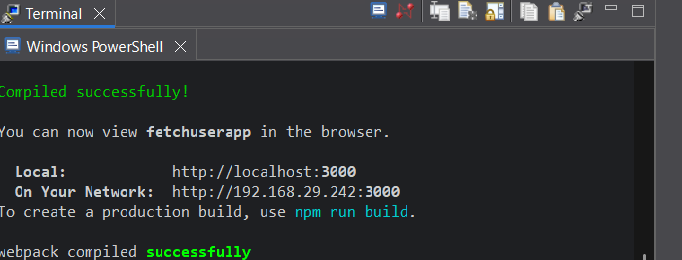 Terminal
Windows PowerShell
Compiled successfully!
You can now view fetchuserapp in the browser.
Local: http://localhost:3000
On Your Network: http://192.168.29.242:3000
To create a production build, use npm run build.
webpack compiled successfully